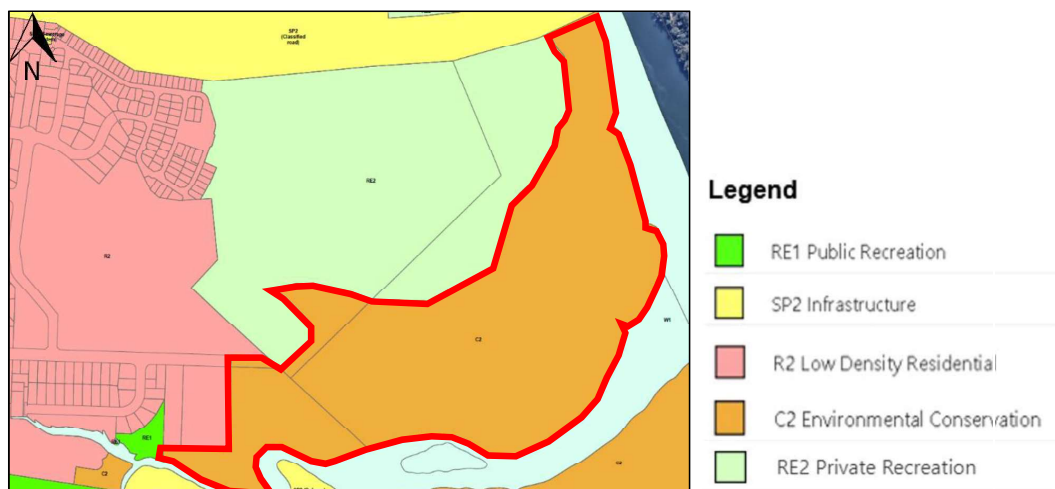 N
SP2
(Classified
road)
RE2
R2
C2
W1
RE1
C2
Legend
RE1 Public Recreation
SP2 Infrastructure
R2 Low Density Residential
C2 Environmental Conservation
RE2 Private Recreation